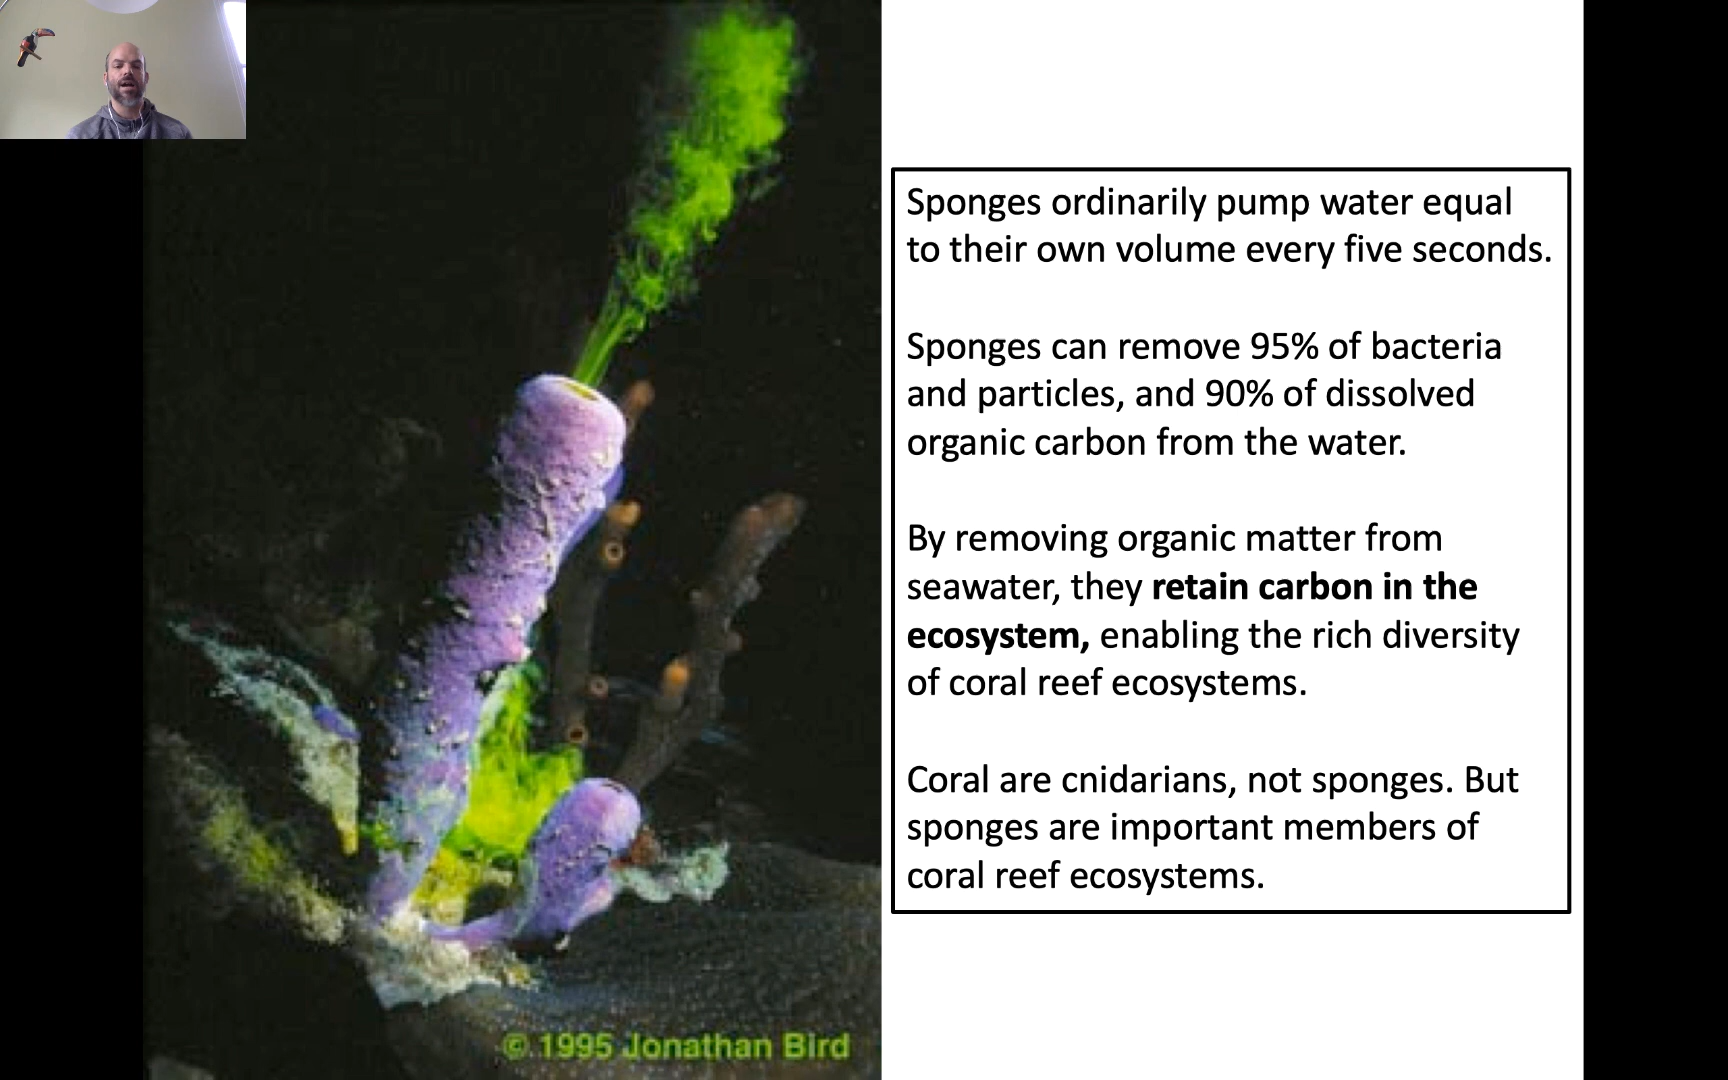 Sponges ordinarily pump water equal
to their own volume every five seconds.
Sponges can remove 95% of bacteria
and particles, and 90% of dissolved
organic carbon from the water.
By removing organic matter from
seawater, they retain carbon in the
ecosystem, enabling the rich diversity
of coral reef ecosystems.
Coral are cnidarians, not sponges. But
sponges are important members of
coral reef ecosystems.
© 1995 Jonathan Bird